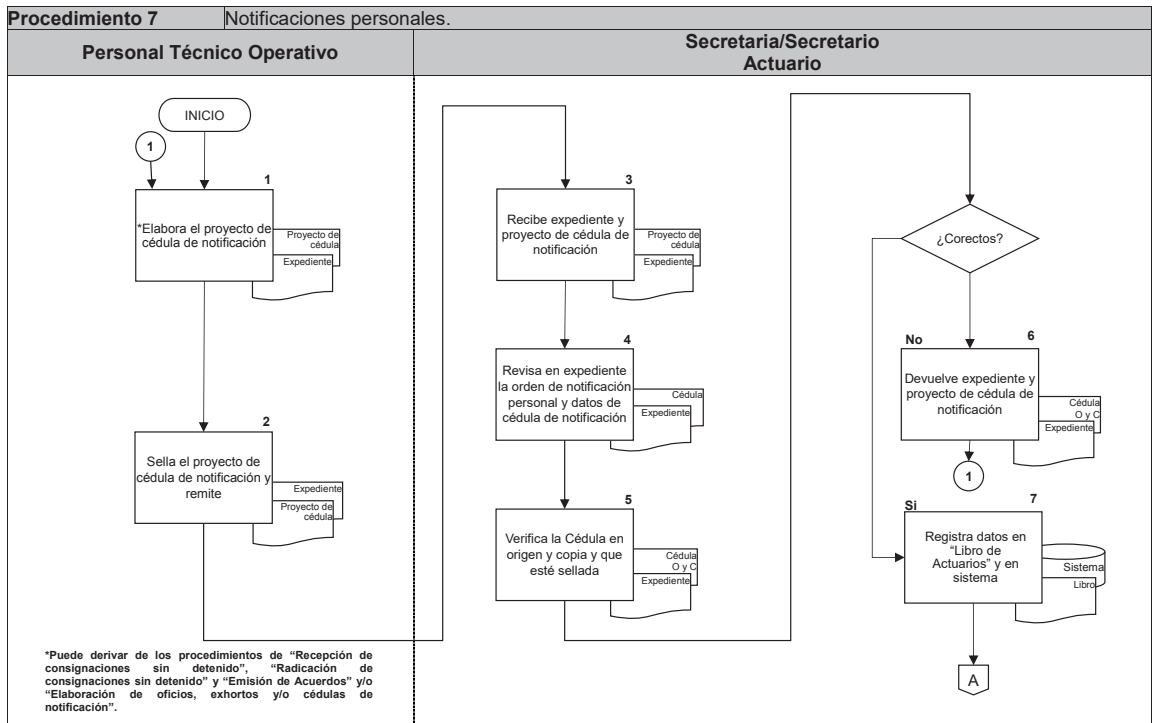 Procedimiento 7
Notificaciones personales.
Personal Técnico Operativo
Secretaria/Secretario
Actuario
INICIO
1
1
*Elabora el proyecto de
cédula de notificación
Proyecto de
cédula
Expediente
2
Sella el proyecto de
cédula de notificación y
remite
Expediente
Proyecto de
cédula
*Puede derivar de los procedimientos de “Recepción de
consignaciones sin detenido”, “Radicación de
consignaciones sin detenido” y “Emisión de Acuerdos” y/o
“Elaboración de oficios, exhortos y/o cédulas de
notificación”.
3
Recibe expediente y
proyecto de cédula de
notificación
Proyecto de
cédula
Expediente
4
Revisa en expediente
la orden de notificación
personal y datos de
cédula de notificación
Cédula
Expediente
5
Verifica la Cédula en
origen y copia y que
esté sellada
Cédula
O y C
Expediente
¿Corectos?
No
6
Devuelve expediente y
proyecto de cédula de
notificación
Cédula
O y C
Expediente
1
Si
7
Registra datos en
“Libro de
Actuarios” y en
sistema
Sistema
Libro
A